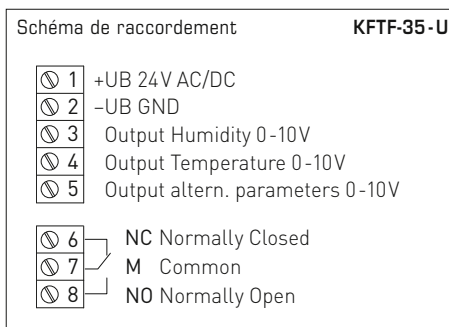 Schéma de raccordement KFTF-35-U
1 +UB 24V AC/DC
2 –UB GND
3 Output Humidity 0-10V
4 Output Temperature 0-10V
5 Output altern. parameters 0-10V
6 NC Normally Closed
7 M Common
8 NO Normally Open